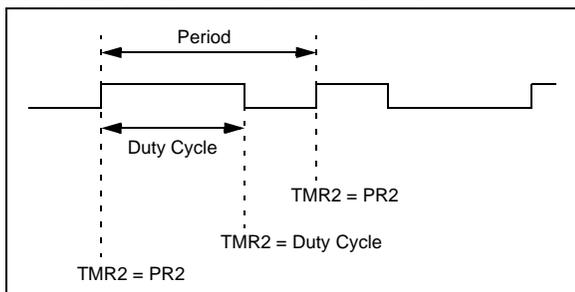 Period
Duty Cycle
TMR2 = PR2
TMR2 = Duty Cycle
TMR2 = PR2